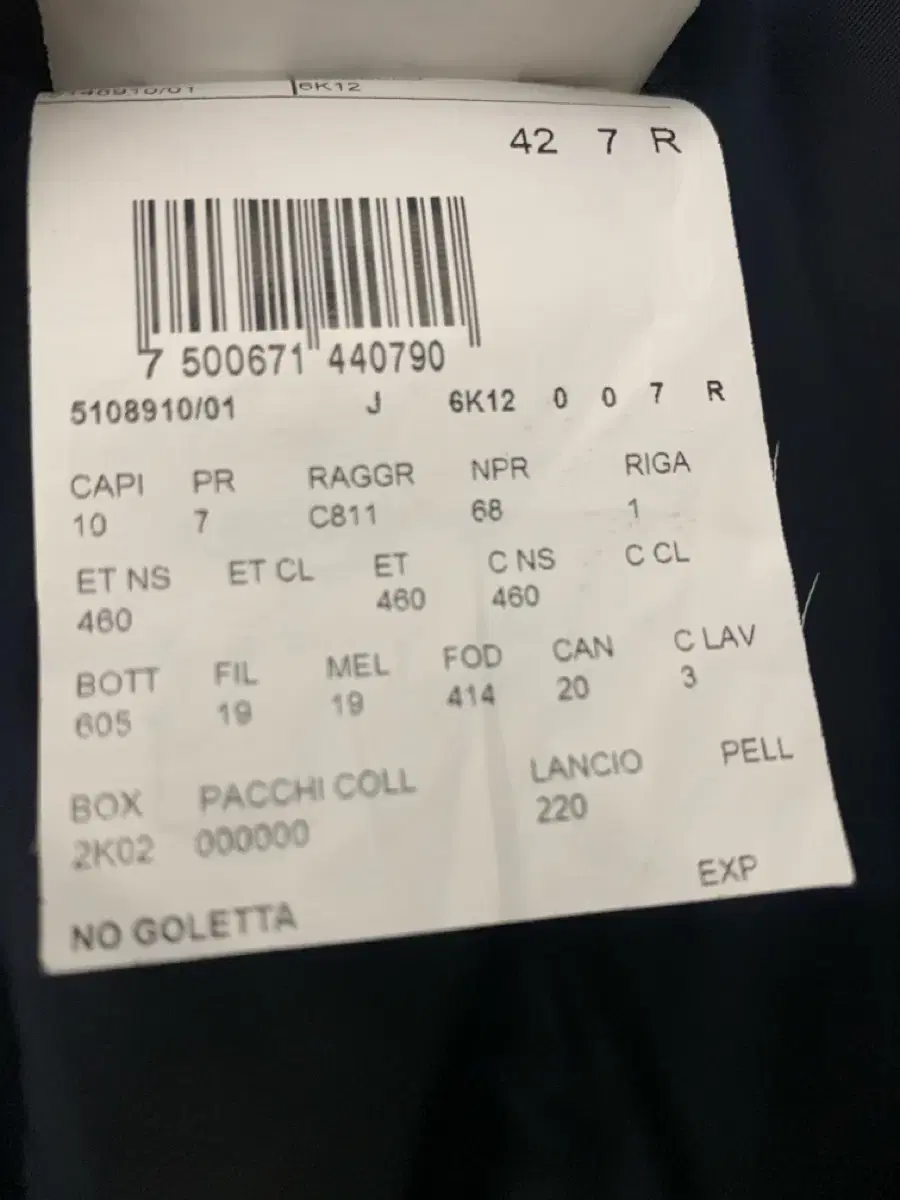 6K12
42 7 R
7 500671 440790
5108910/01 J 6K12 0 0 7 R
CAPI PR RAGGR NPR RIGA
10 7 C811 68 1
ET NS ET CL ET C NS C CL
460 460 460
BOTT FIL MEL FOD CAN C LAV
605 19 19 414 20 3
BOX PACCHI COLL LANCIO PELL
2K02 000000 220
EXP
NO GOLETTA